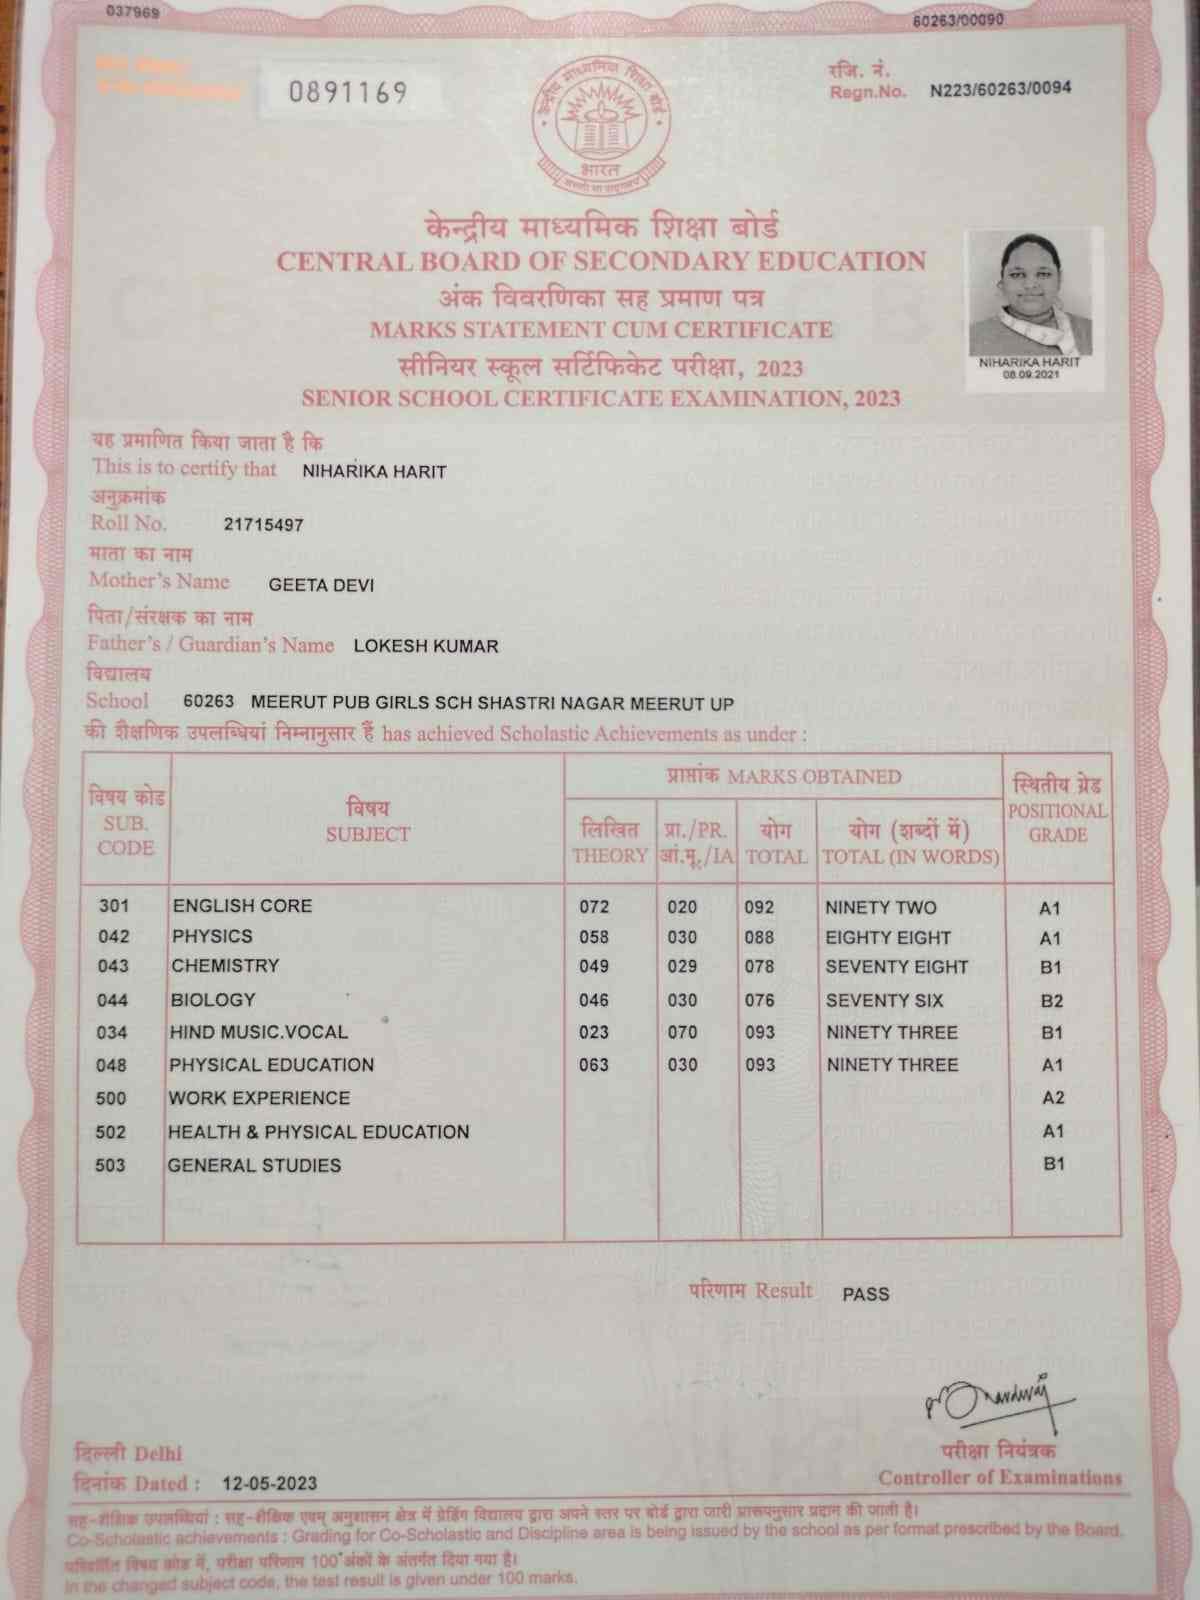 037969
60263/00090
0891169
रजि. नं.
Regn.No. N223/60263/0094
केन्द्रीय माध्यमिक शिक्षा बोर्ड
भारत
केन्द्रीय माध्यमिक शिक्षा बोर्ड
CENTRAL BOARD OF SECONDARY EDUCATION
अंक विवरणिका सह प्रमाण पत्र
MARKS STATEMENT CUM CERTIFICATE
सीनियर स्कूल सर्टिफिकेट परीक्षा, 2023
SENIOR SCHOOL CERTIFICATE EXAMINATION, 2023
NIHARIKA HARIT
08.09.2021
यह प्रमाणित किया जाता है कि
This is to certify that NIHARIKA HARIT
अनुक्रमांक
Roll No. 21715497
माता का नाम
Mother's Name GEETA DEVI
पिता/संरक्षक का नाम
Father's / Guardian's Name LOKESH KUMAR
विद्यालय
School 60263 MEERUT PUB GIRLS SCH SHASTRI NAGAR MEERUT UP
की शैक्षणिक उपलब्धियां निम्नानुसार हैं has achieved Scholastic Achievements as under :
विषय कोड
SUB.
CODE
विषय
SUBJECT
प्राप्तांक MARKS OBTAINED
लिखित
THEORY
प्रा./PR.
आं.मू./IA
योग
TOTAL
योग (शब्दों में)
TOTAL (IN WORDS)
स्थितीय ग्रेड
POSITIONAL
GRADE
301 ENGLISH CORE 072 020 092 NINETY TWO A1
042 PHYSICS 058 030 088 EIGHTY EIGHT A1
043 CHEMISTRY 049 029 078 SEVENTY EIGHT B1
044 BIOLOGY 046 030 076 SEVENTY SIX B2
034 HIND MUSIC.VOCAL 023 070 093 NINETY THREE B1
048 PHYSICAL EDUCATION 063 030 093 NINETY THREE A1
500 WORK EXPERIENCE A2
502 HEALTH & PHYSICAL EDUCATION A1
503 GENERAL STUDIES B1
परिणाम Result PASS
दिल्ली Delhi
दिनांक Dated : 12-05-2023
परीक्षा नियंत्रक
Controller of Examinations
सह-शैक्षिक उपलब्धियां : सह-शैक्षिक एवम् अनुशासन क्षेत्र में ग्रेडिंग विद्यालय द्वारा अपने स्तर पर बोर्ड द्वारा जारी प्रारूपनुसार प्रदान की जाती है।
Co-Scholastic achievements : Grading for Co-Scholastic and Discipline area is being issued by the school as per format prescribed by the Board.
परिवर्तित विषय कोड में, परीक्षा परिणाम 100 अंकों के अंतर्गत दिया गया है।
In the changed subject code, the test result is given under 100 marks.